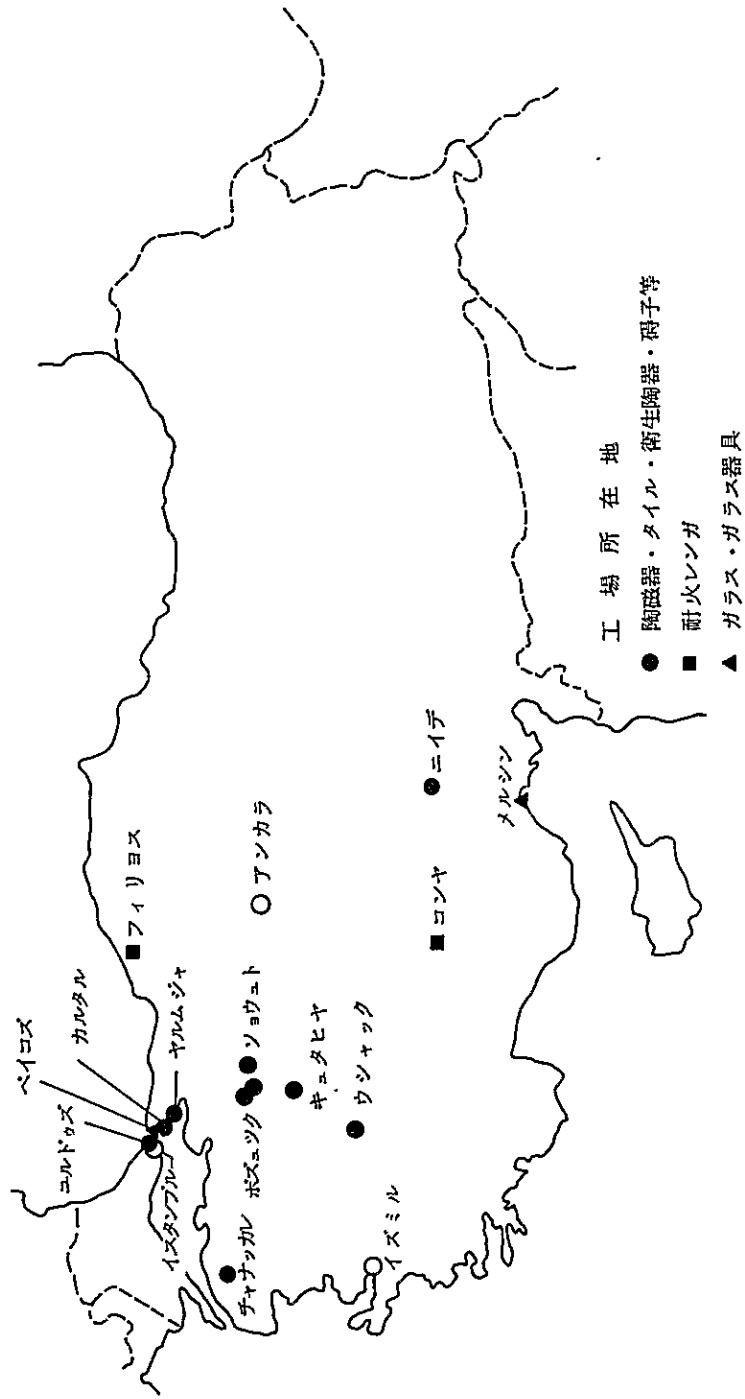 ユルドゥズ
ベイコズ
カルタル
ヤルムジャ
イスタンブール
フィリヨス
チャナッカレ
ボズュック
ソョウュト
アンカラ
キュタヒヤ
ウシャック
イズミル
コンヤ
ニイデ
メルシン
工場所在地
● 陶磁器・タイル・衛生陶器・碍子等
■ 耐火レンガ
▲ ガラス・ガラス器具